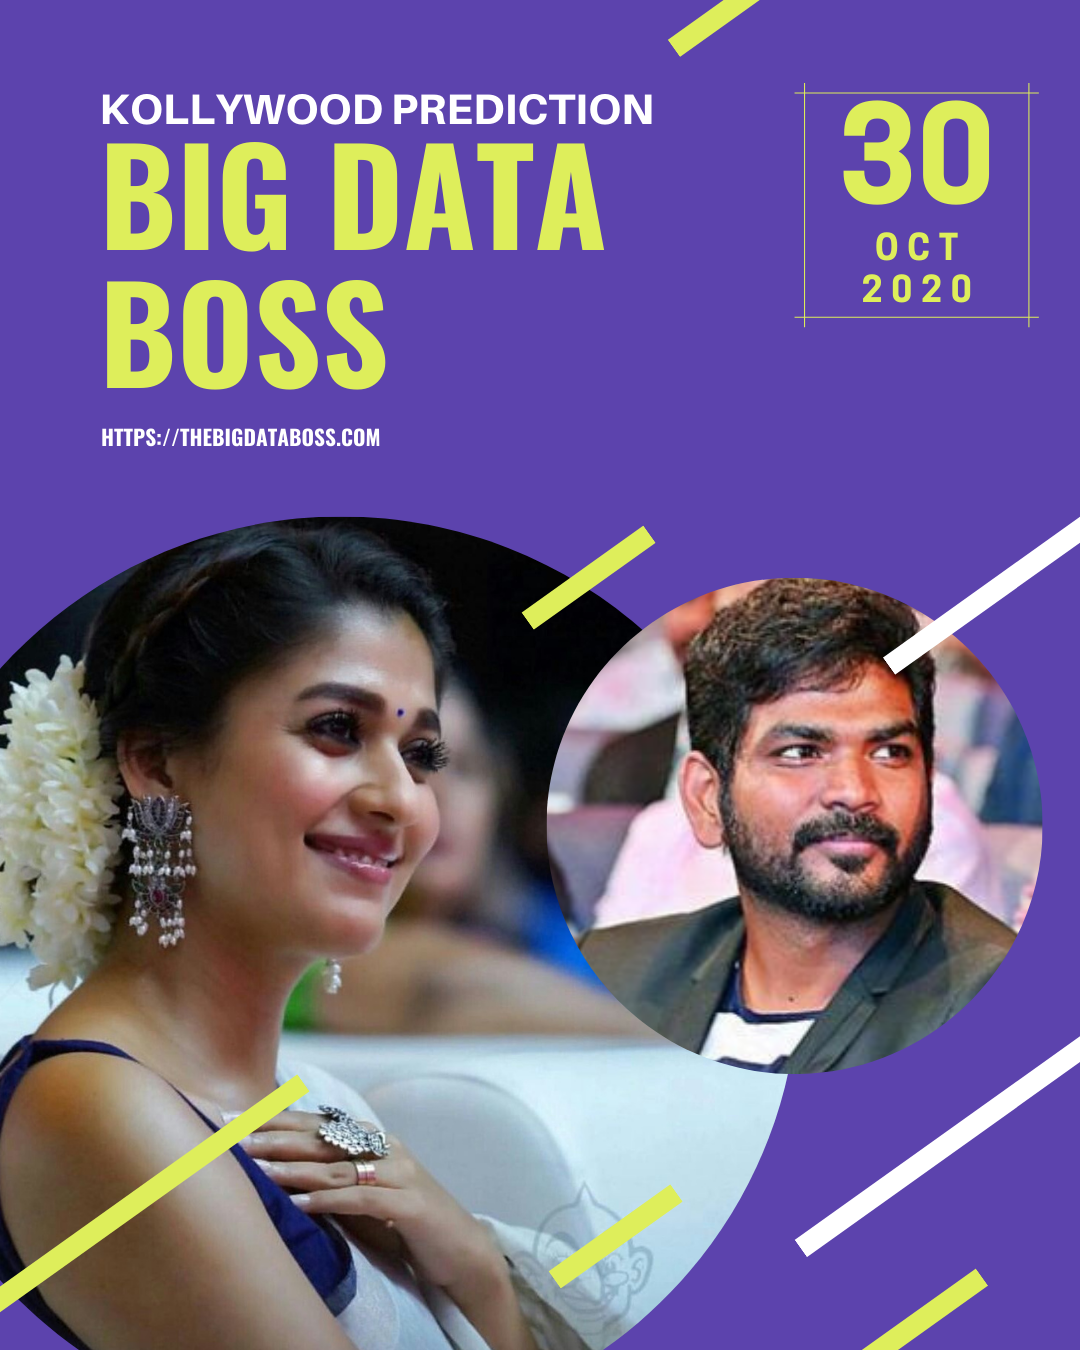 KOLLYWOOD PREDICTION
BIG DATA
BOSS
HTTPS://THEBIGDATABOSS.COM
30
OCT
2020